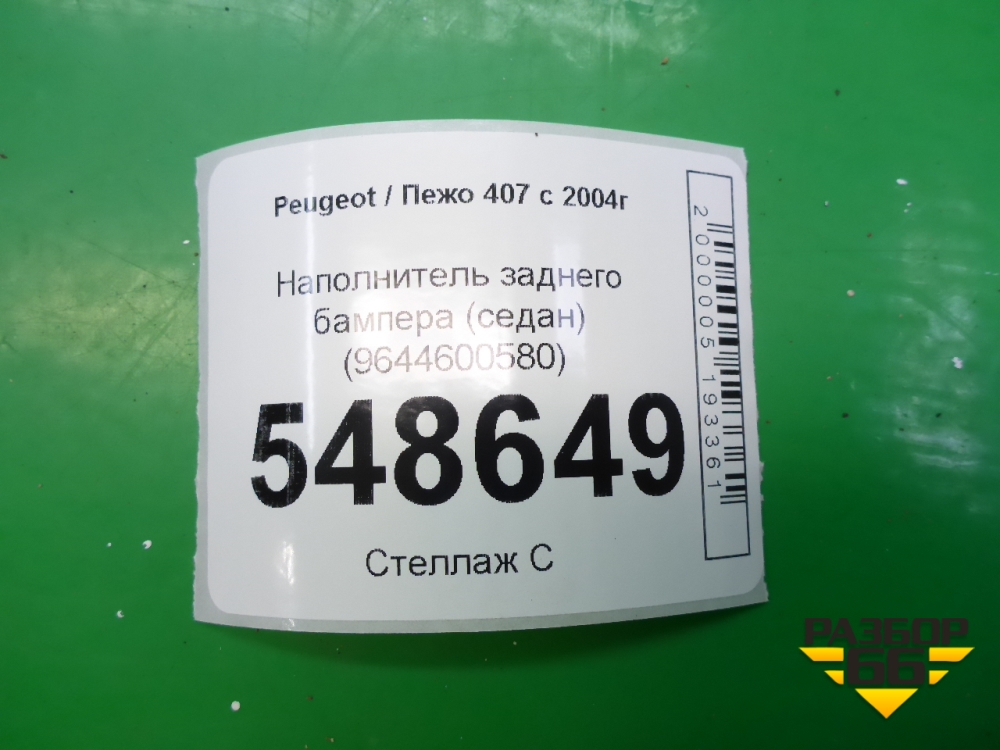 Peugeot / Пежо 407 с 2004г
Наполнитель заднего
бампера (седан)
(9644600580)
548649
Стеллаж С
2000005193361
РАЗБОР
66